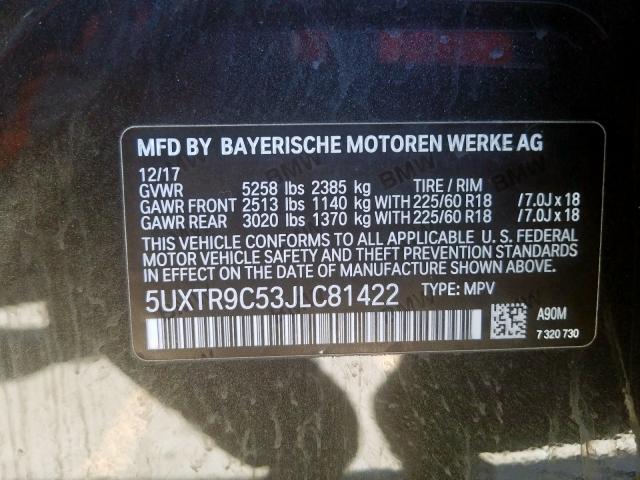 MFD BY BAYERISCHE MOTOREN WERKE AG
12/17
GVWR 5258 lbs 2385 kg TIRE / RIM
GAWR FRONT 2513 lbs 1140 kg WITH 225/60 R18 /7.0J x 18
GAWR REAR 3020 lbs 1370 kg WITH 225/60 R18 /7.0J x 18
THIS VEHICLE CONFORMS TO ALL APPLICABLE U. S. FEDERAL
MOTOR VEHICLE SAFETY AND THEFT PREVENTION STANDARDS
IN EFFECT ON THE DATE OF MANUFACTURE SHOWN ABOVE.
5UXTR9C53JLC81422 TYPE: MPV
A90M
7 320 730